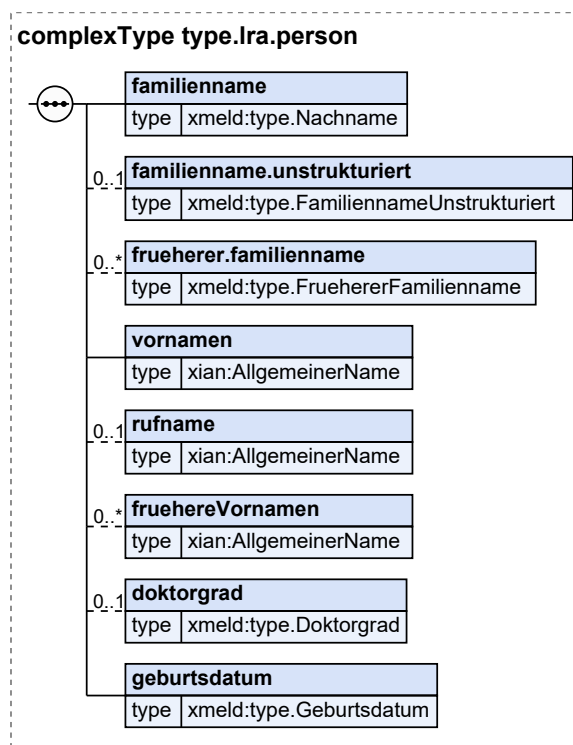 complexType type.lra.person
familienname
type xmeld:type.Nachname
0..1 familienname.unstrukturiert
type xmeld:type.FamiliennameUnstrukturiert
0..* frueherer.familienname
type xmeld:type.FruehererFamilienname
vornamen
type xian:AllgemeinerName
0..1 rufname
type xian:AllgemeinerName
0..* fruehereVornamen
type xian:AllgemeinerName
0..1 doktorgrad
type xmeld:type.Doktorgrad
geburtsdatum
type xmeld:type.Geburtsdatum